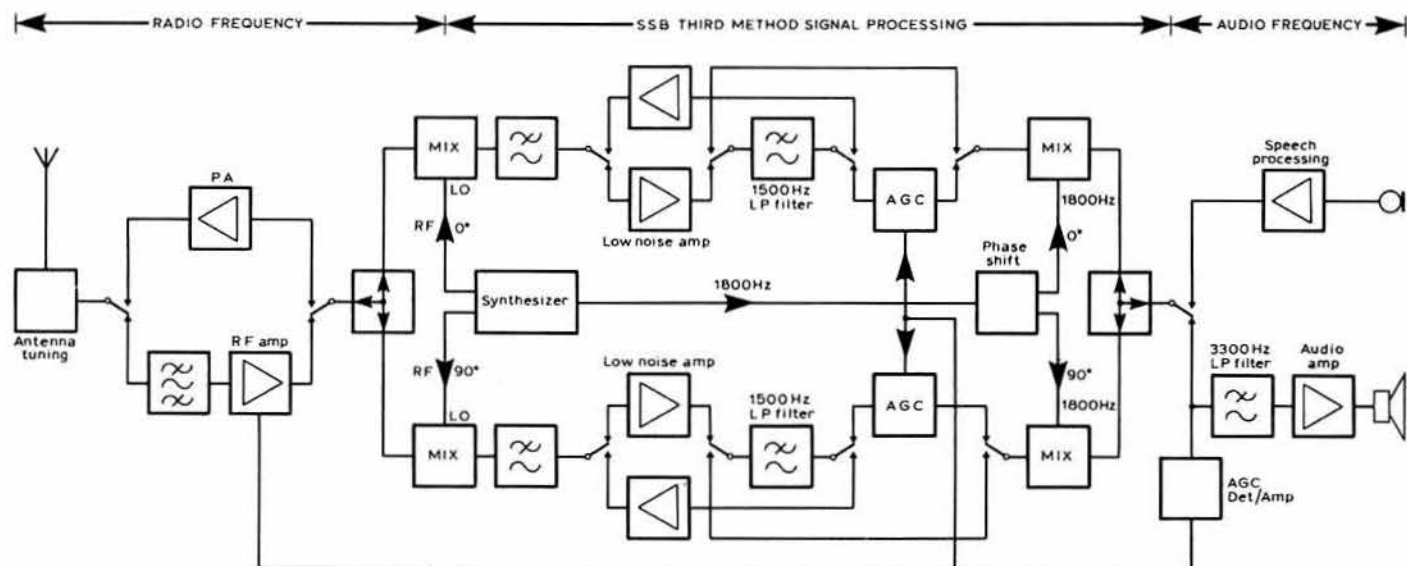 RADIO FREQUENCY
SSB THIRD METHOD SIGNAL PROCESSING
AUDIO FREQUENCY
MIX
MIX
Speech
processing
PA
LO
1500Hz
LP filter
AGC
1800Hz
RF
0°
Low noise amp
0°
Phase
shift
Synthesizer
1800Hz
Antenna
tuning
RF amp
RF
90°
Low noise amp
90°
3300Hz
LP filter
Audio
amp
LO
1500Hz
LP filter
AGC
1800Hz
MIX
MIX
AGC
Det/Amp